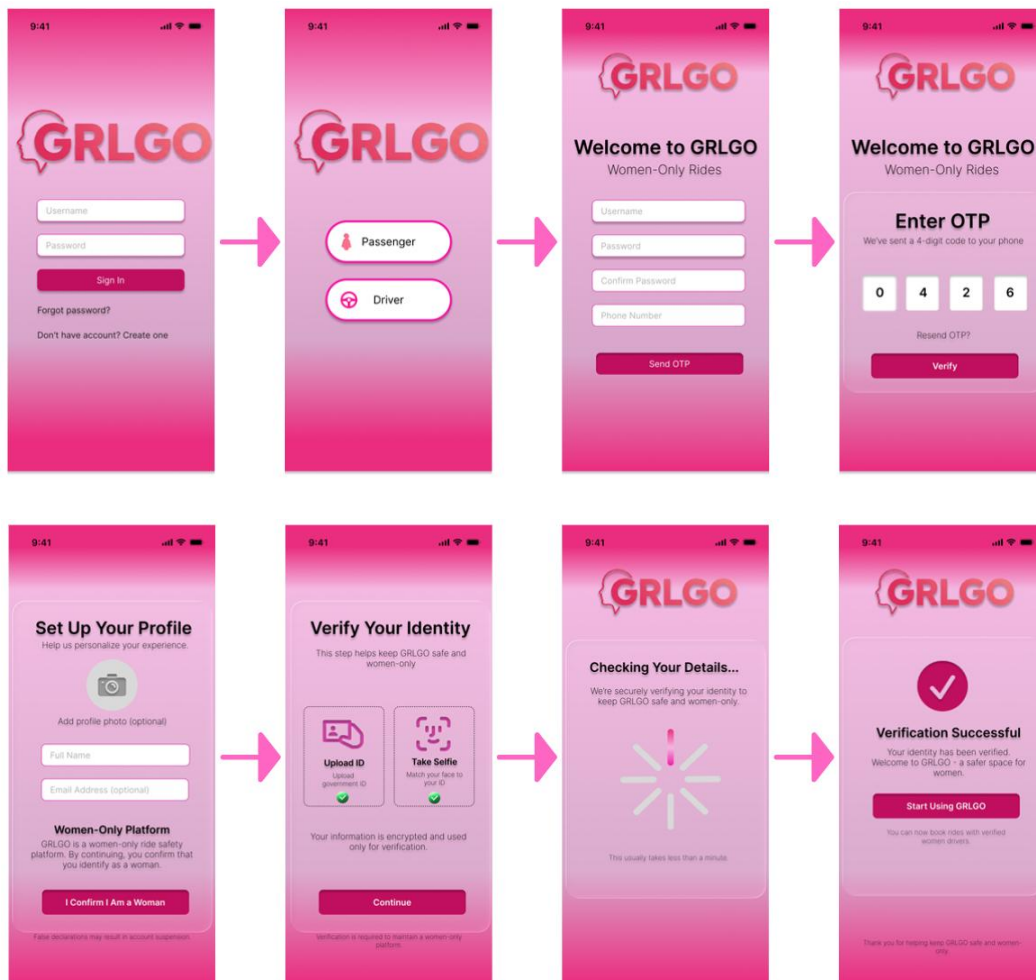 9:41
GRLGO
Username
Password
Sign In
Forgot password?
Don't have account? Create one
9:41
GRLGO
Passenger
Driver
9:41
GRLGO
Welcome to GRLGO
Women-Only Rides
Username
Password
Confirm Password
Phone Number
Send OTP
9:41
GRLGO
Welcome to GRLGO
Women-Only Rides
Enter OTP
We've sent a 4-digit code to your phone
0 4 2 6
Resend OTP?
Verify
9:41
Set Up Your Profile
Help us personalize your experience.
Add profile photo (optional)
Full Name
Email Address (optional)
Women-Only Platform
GRLGO is a women-only ride safety
platform. By continuing, you confirm that
you identify as a woman.
I Confirm I Am a Woman
False declarations may result in account suspension.
9:41
Verify Your Identity
This step helps keep GRLGO safe and
women-only
Upload ID
Upload
government ID
Take Selfie
Match your face to
your ID
Your information is encrypted and used
only for verification.
Continue
Verification is required to maintain a women-only
platform.
9:41
GRLGO
Checking Your Details...
We're securely verifying your identity to
keep GRLGO safe and women-only.
This usually takes less than a minute.
9:41
GRLGO
Verification Successful
Your identity has been verified.
Welcome to GRLGO - a safer space for
women.
Start Using GRLGO
You can now book rides with verified
women drivers.
Thank you for helping keep GRLGO safe and women-
only.